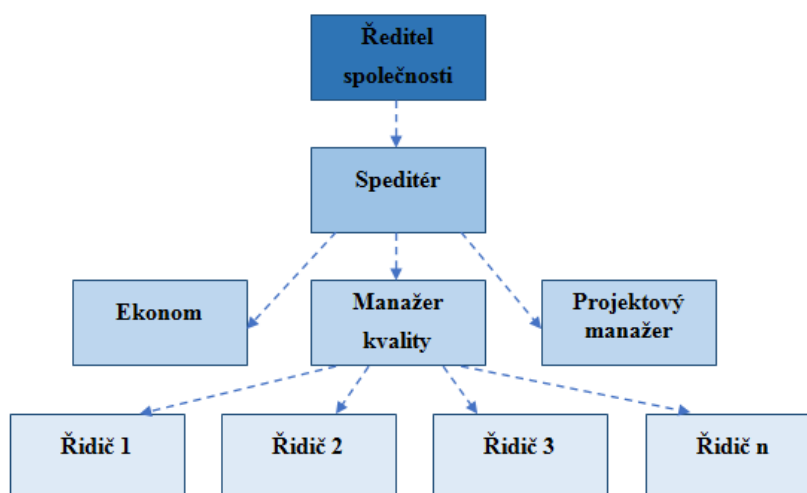 Ředitel
společnosti
Speditér
Ekonom
Manažer
kvality
Projektový
manažer
Řidič 1
Řidič 2
Řidič 3
Řidič n